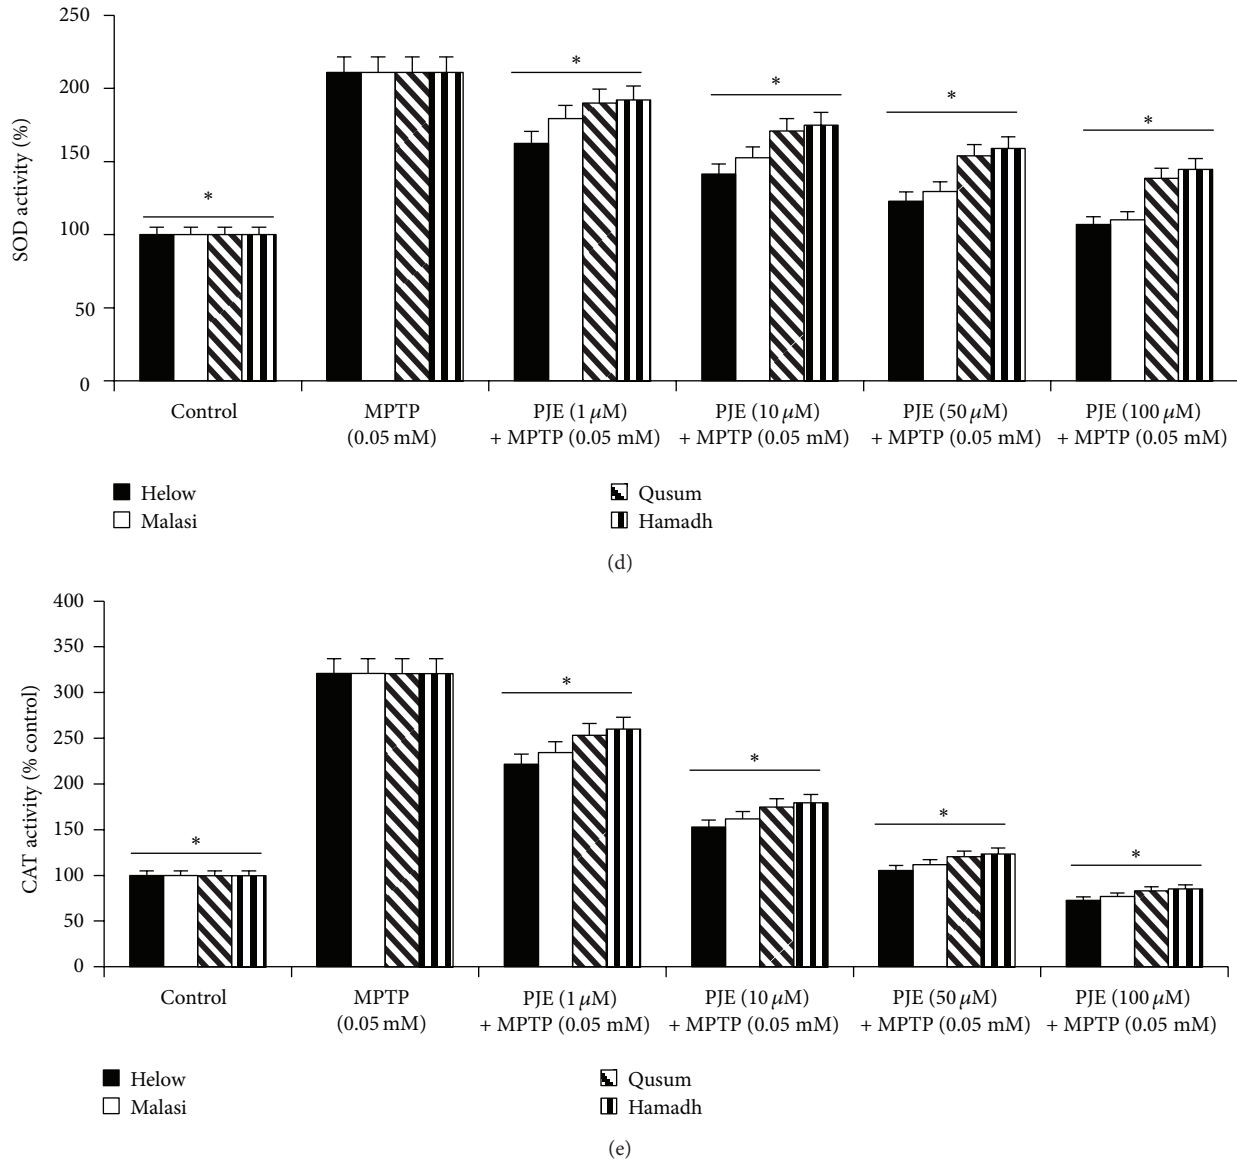 250
200
150
100
50
0
SOD activity (%)
*
*
*
*
*
Control
MPTP
(0.05 mM)
PJE (1 μM)
+ MPTP (0.05 mM)
PJE (10 μM)
+ MPTP (0.05 mM)
PJE (50 μM)
+ MPTP (0.05 mM)
PJE (100 μM)
+ MPTP (0.05 mM)
Helow
Malasi
Qusum
Hamadh
(d)
400
350
300
250
200
150
100
50
0
CAT activity (% control)
*
*
*
*
*
Control
MPTP
(0.05 mM)
PJE (1 μM)
+ MPTP (0.05 mM)
PJE (10 μM)
+ MPTP (0.05 mM)
PJE (50 μM)
+ MPTP (0.05 mM)
PJE (100 μM)
+ MPTP (0.05 mM)
Helow
Malasi
Qusum
Hamadh
(e)